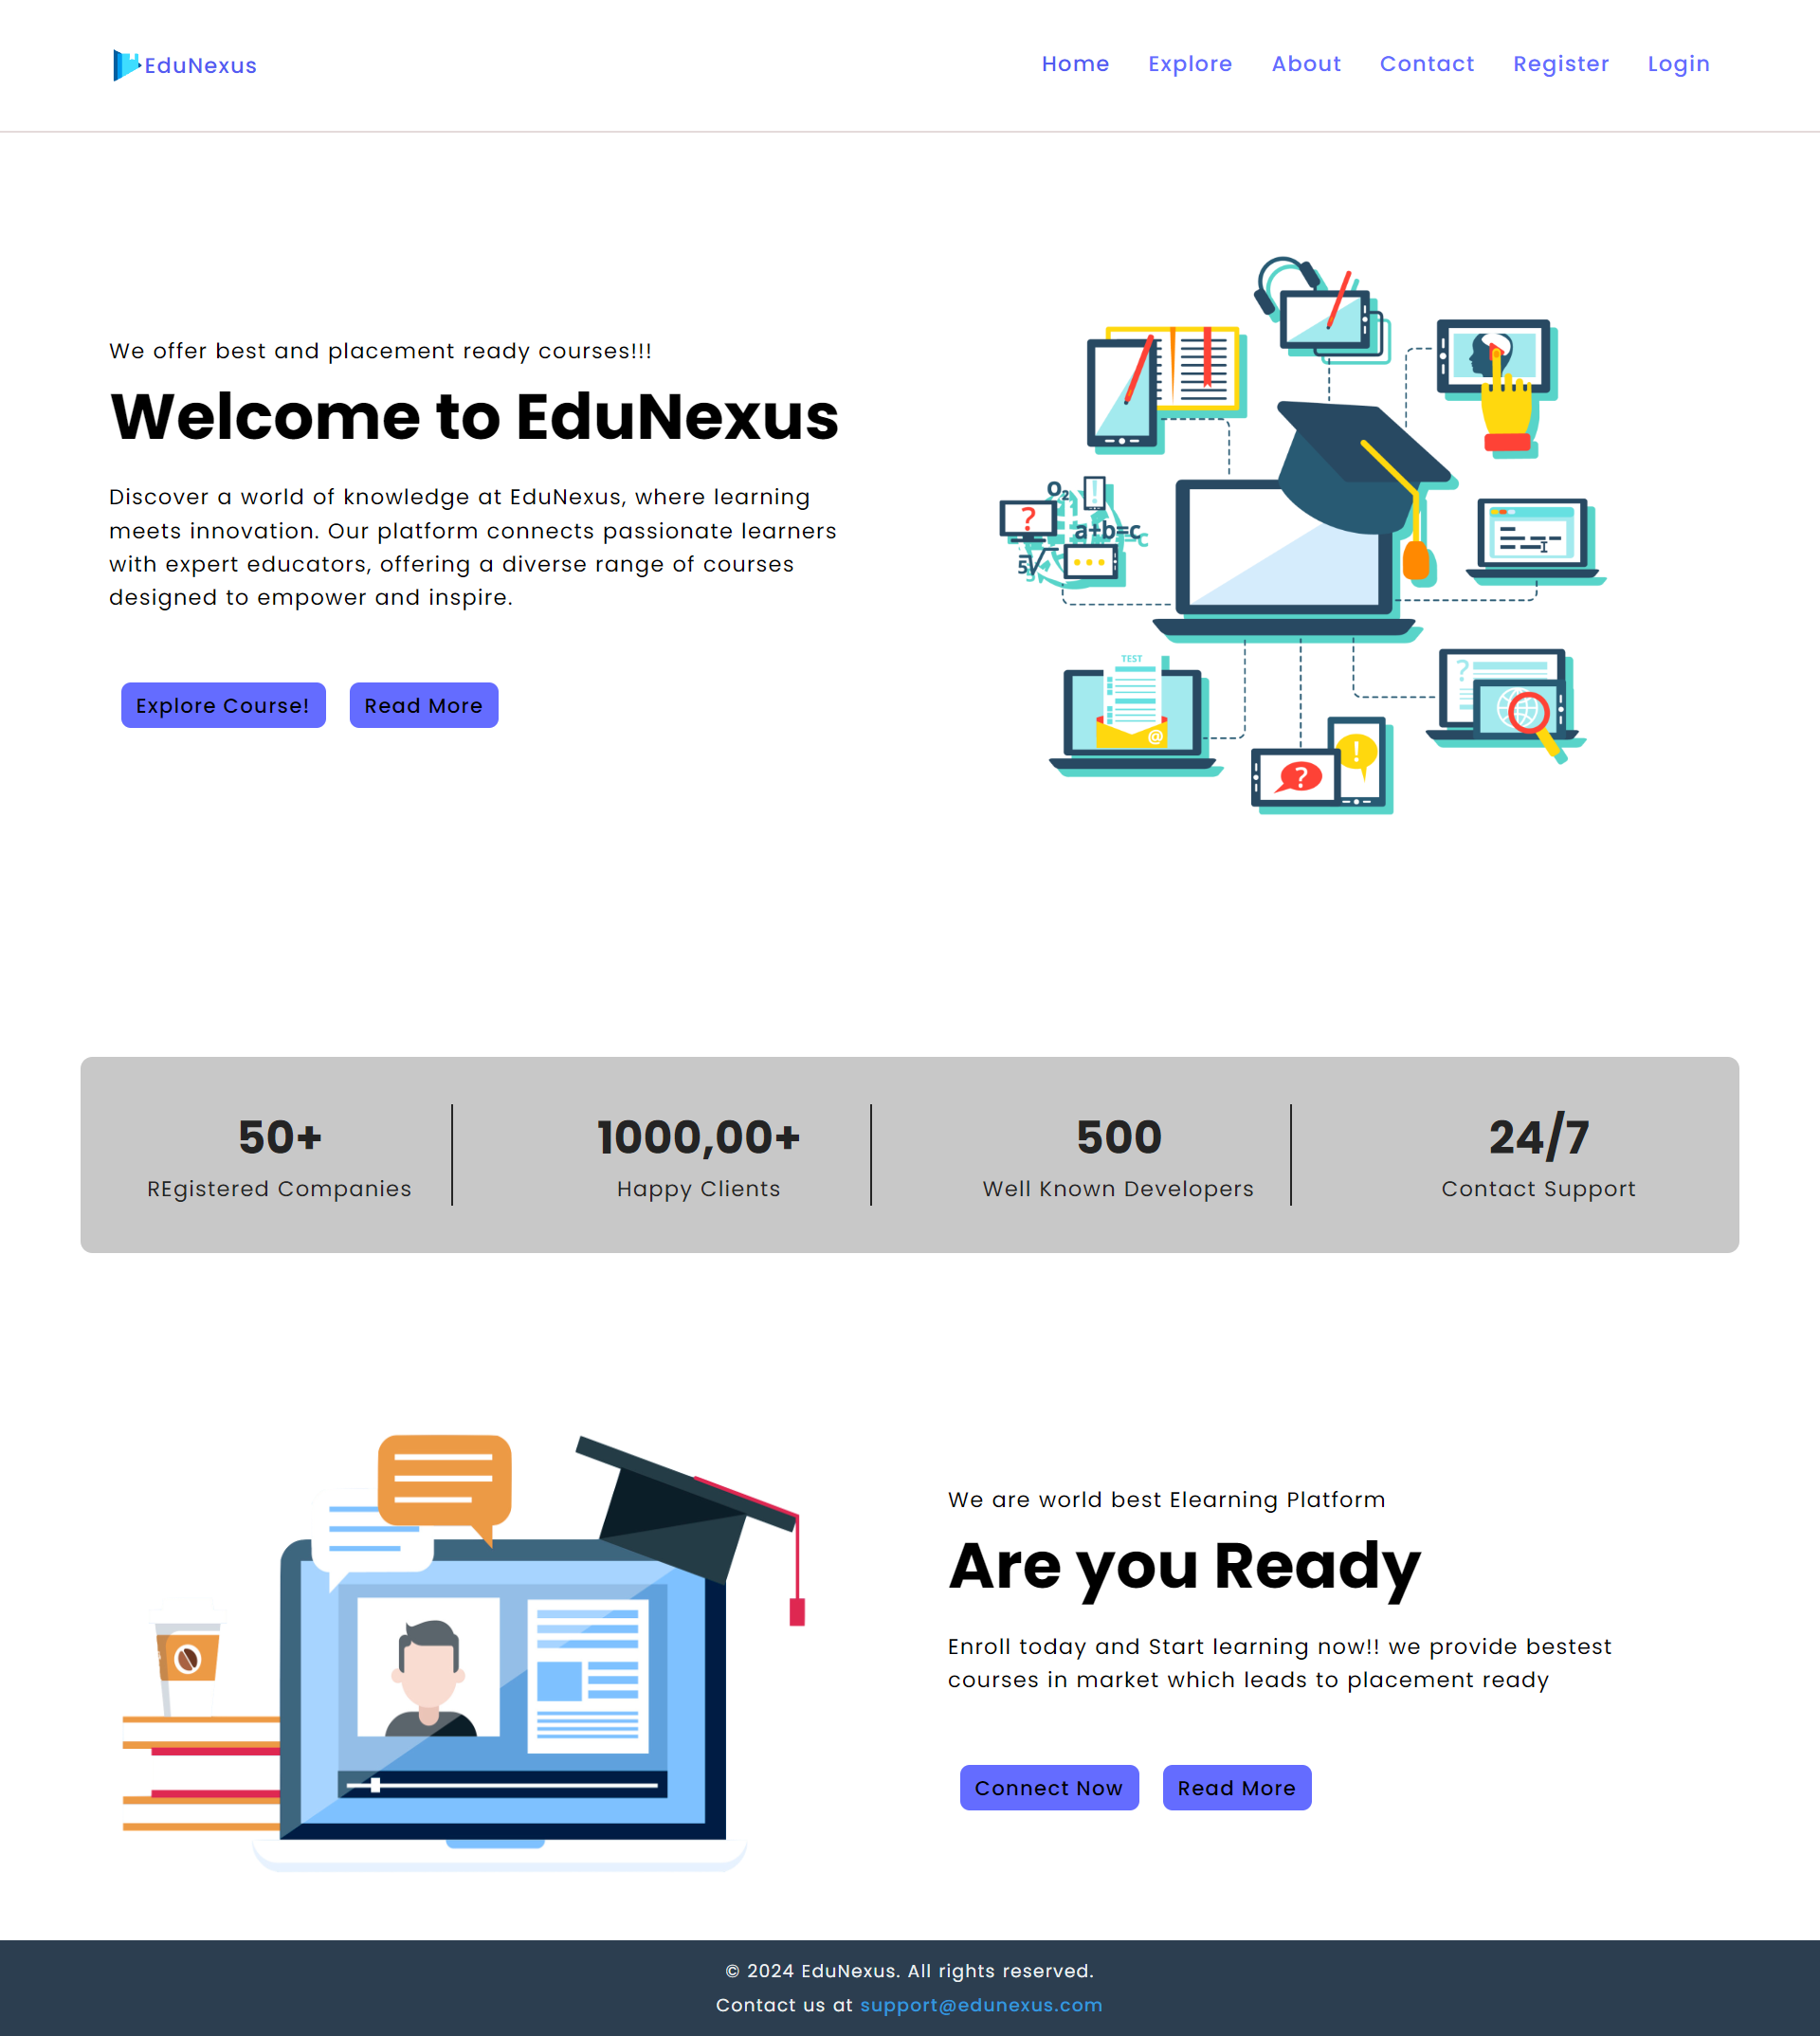 EduNexus
Home Explore About Contact Register Login
We offer best and placement ready courses!!!
Welcome to EduNexus
Discover a world of knowledge at EduNexus, where learning
meets innovation. Our platform connects passionate learners
with expert educators, offering a diverse range of courses
designed to empower and inspire.
Explore Course! Read More
O₂
?
!
a+b=c
5√
?
TEST
@
!
?
50+ 1000,00+ 500 24/7
REgistered Companies Happy Clients Well Known Developers Contact Support
We are world best Elearning Platform
Are you Ready
Enroll today and Start learning now!! we provide bestest
courses in market which leads to placement ready
Connect Now Read More
© 2024 EduNexus. All rights reserved.
Contact us at support@edunexus.com